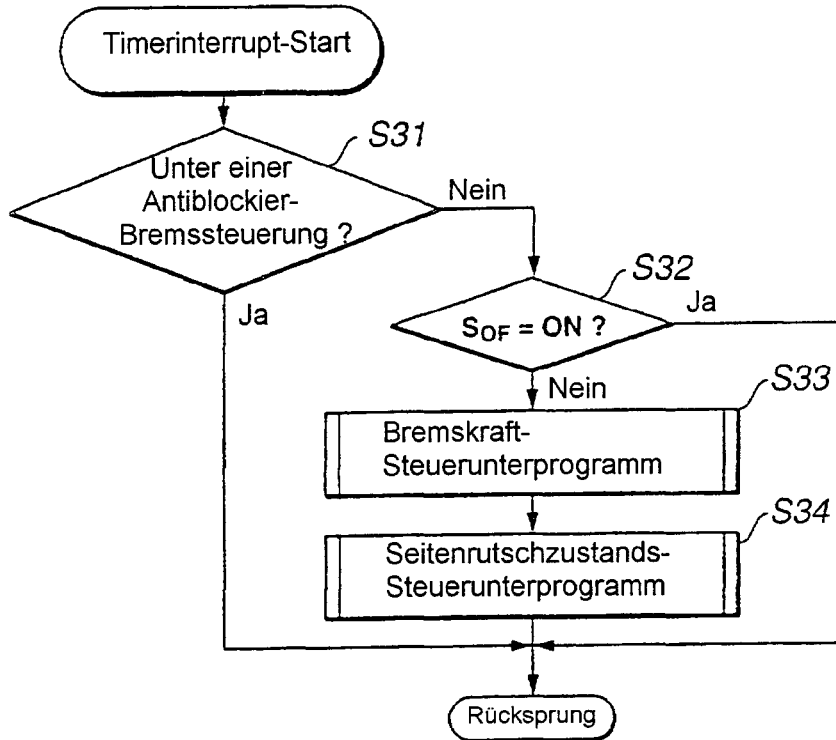 Timerinterrupt-Start
S31
Unter einer
Antiblockier-
Bremssteuerung ?
Nein
Ja
S32
SOF = ON ?
Ja
Nein
S33
Bremskraft-
Steuerunterprogramm
S34
Seitenrutschzustands-
Steuerunterprogramm
Rücksprung